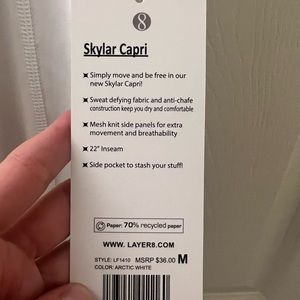 8
Skylar Capri
Simply move and be free in our
new Skylar Capri!
Sweat defying fabric and anti-chafe
construction keep you dry and comfortable
Mesh knit side panels for extra
movement and breathability
22" Inseam
Side pocket to stash your stuff!
Paper: 70% recycled paper
WWW. LAYER8.COM
STYLE: LF1410 MSRP $36.00 M
COLOR: ARCTIC WHITE